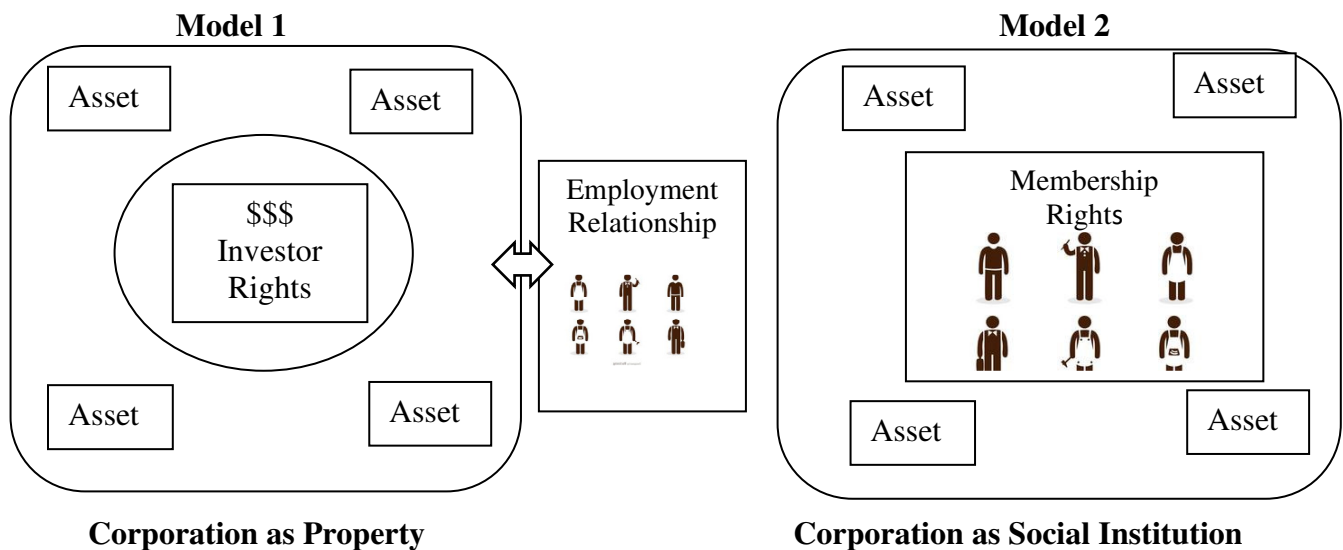 Model 1
Asset
Asset
$$$
Investor
Rights
Asset
Asset
Corporation as Property
Employment
Relationship
Model 2
Asset
Asset
Membership
Rights
Asset
Asset
Corporation as Social Institution